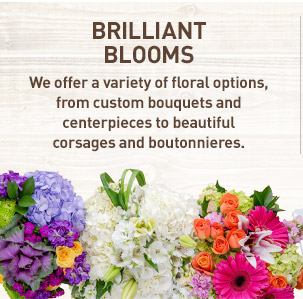 BRILLIANT
BLOOMS
We offer a variety of floral options,
from custom bouquets and
centerpieces to beautiful
corsages and boutonnieres.